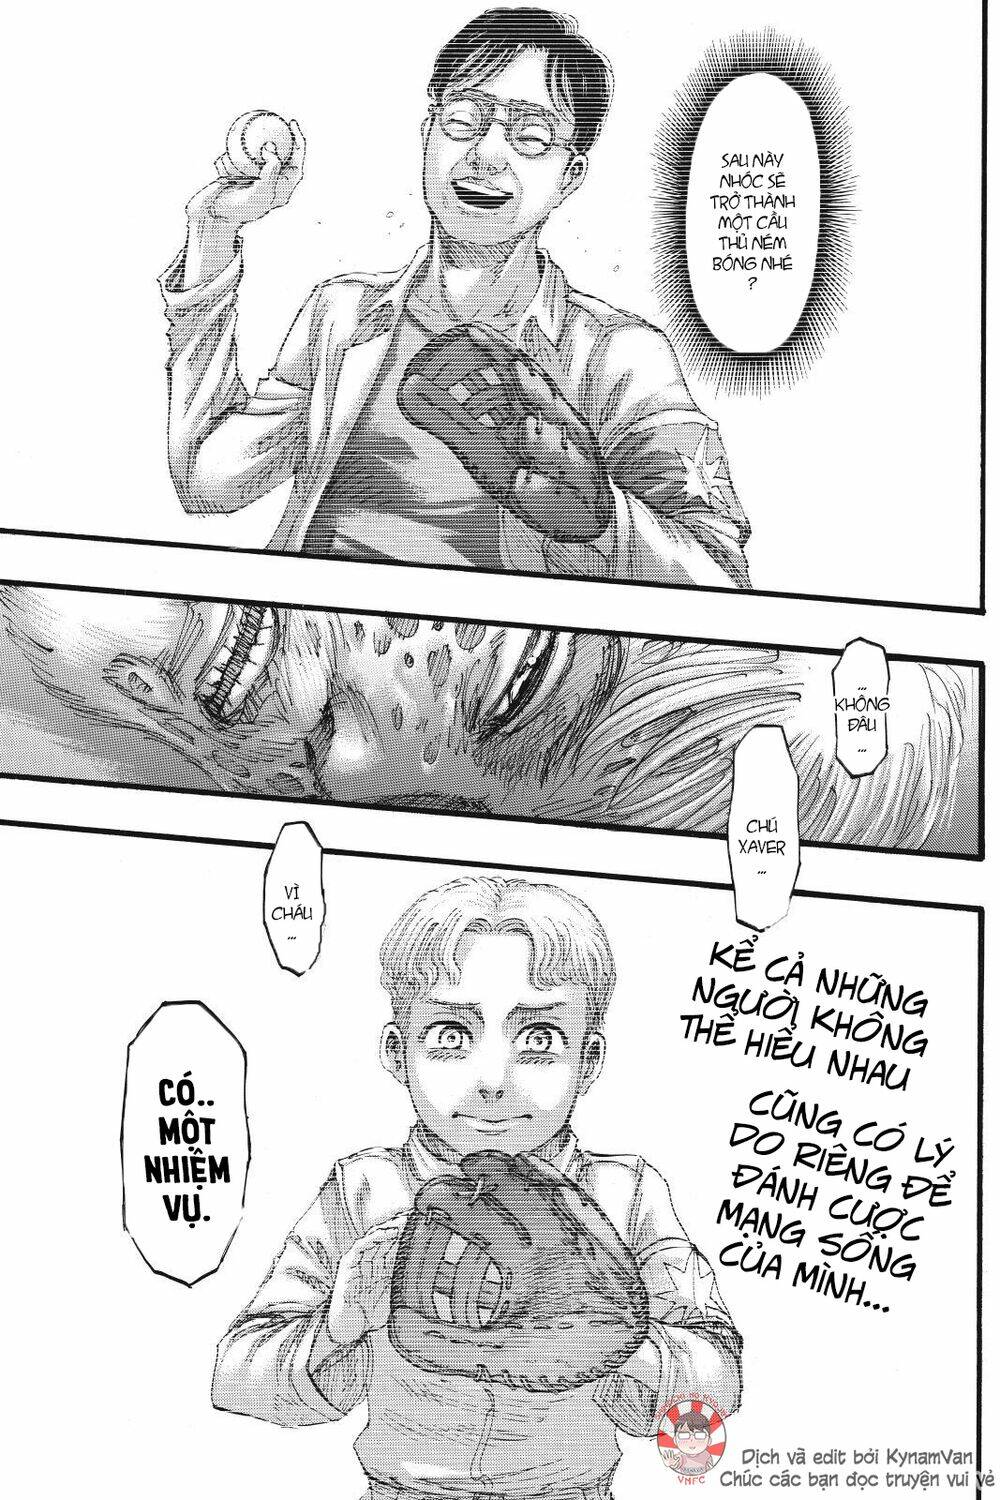 SAU NÀY
NHÓC SẼ
TRỞ THÀNH
MỘT CẦU
THỦ NÉM
BÓNG NHÉ
?
...
KHÔNG
ĐÂU
...
CHÚ
XAVER
...
VÌ
CHÁU
...
KỂ CẢ NHỮNG
NGƯỜI KHÔNG
THỂ HIỂU NHAU
CŨNG CÓ LÝ
DO RIÊNG ĐỂ
ĐÁNH CƯỢC
MẠNG SỐNG
CỦA MÌNH...
CÓ..
MỘT
NHIỆM
VỤ.
VNFC
Dịch và edit bởi KynamVan
Chúc các bạn đọc truyện vui vẻ